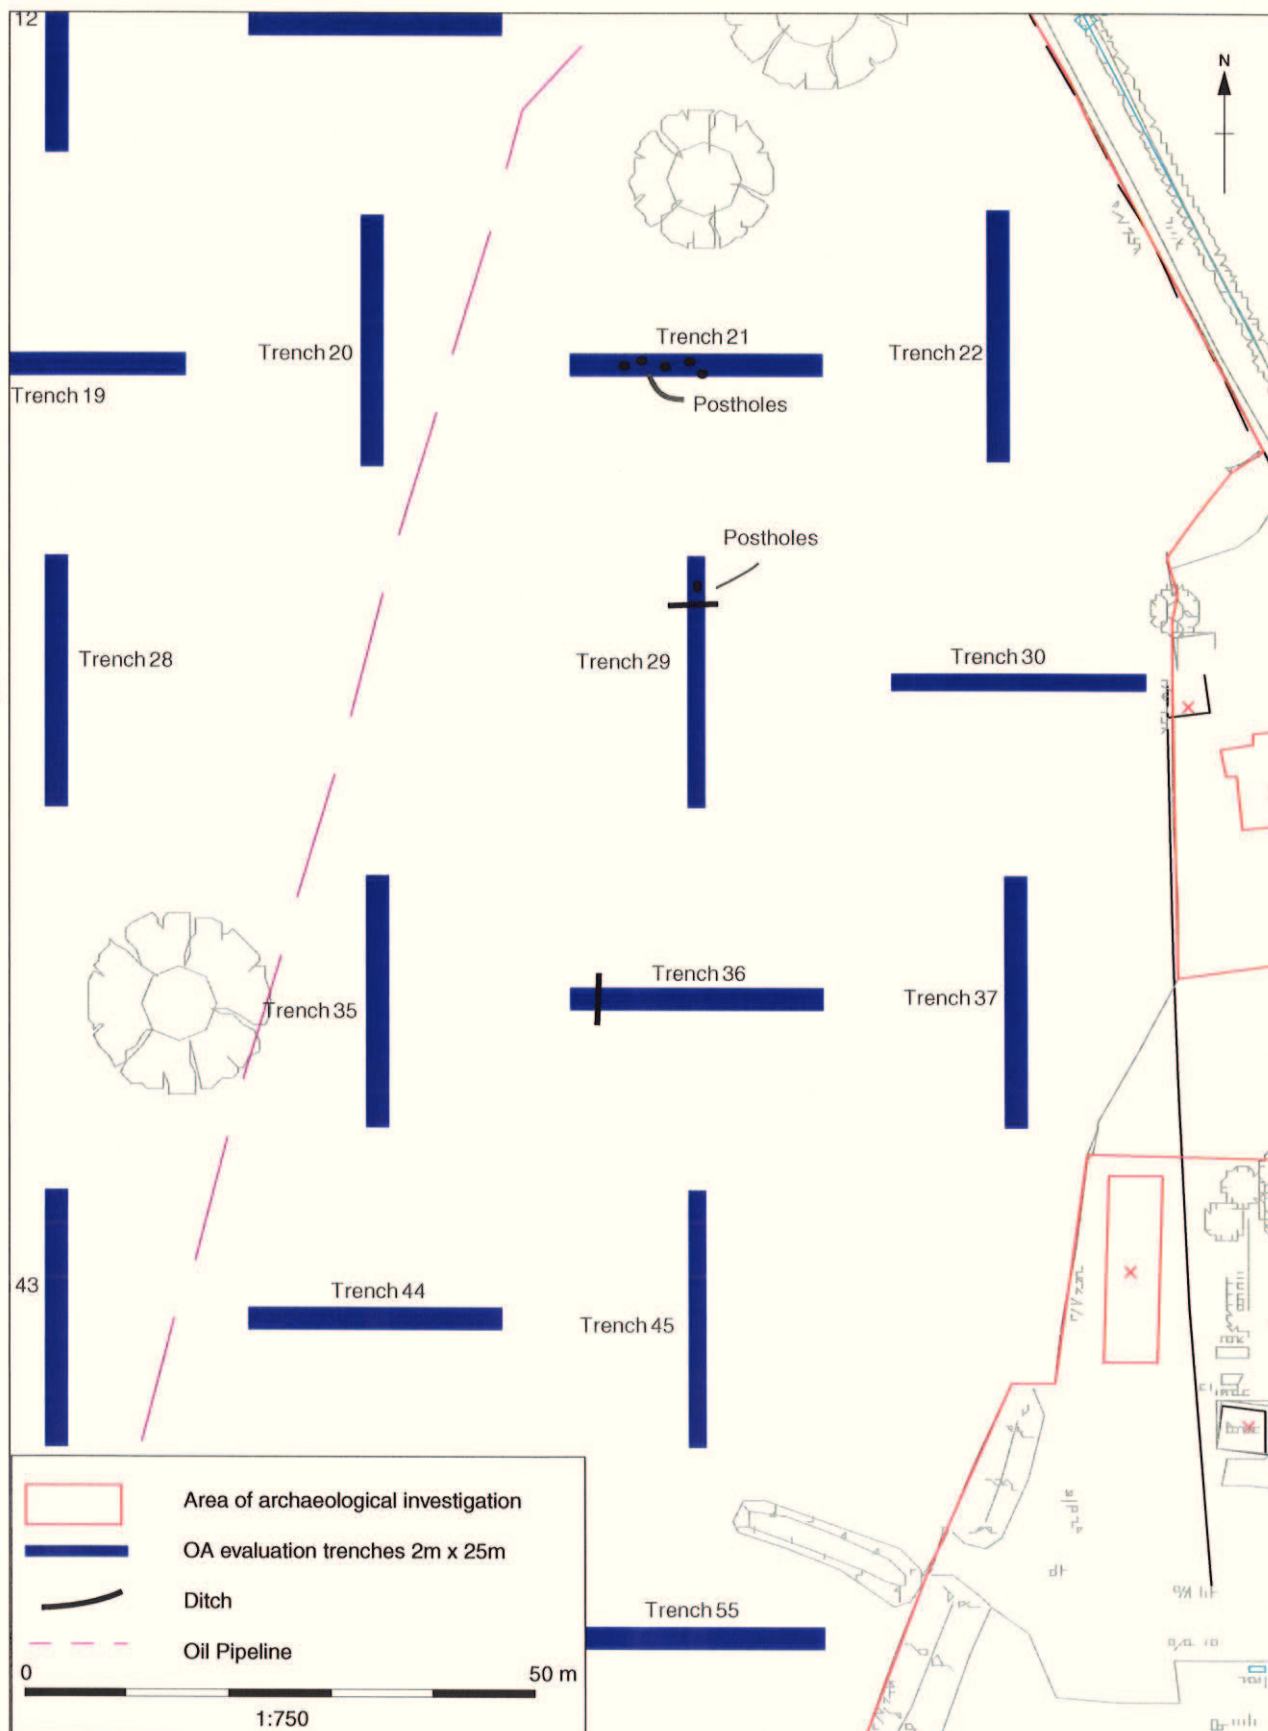 12
N
Trench 21
Trench 20
Trench 22
Trench 19
Postholes
Postholes
Trench 28
Trench 29
Trench 30
Trench 36
Trench 35
Trench 37
43
Trench 44
Trench 45
Area of archaeological investigation
OA evaluation trenches 2m x 25m
Ditch
Trench 55
Oil Pipeline
0 50 m
1:750